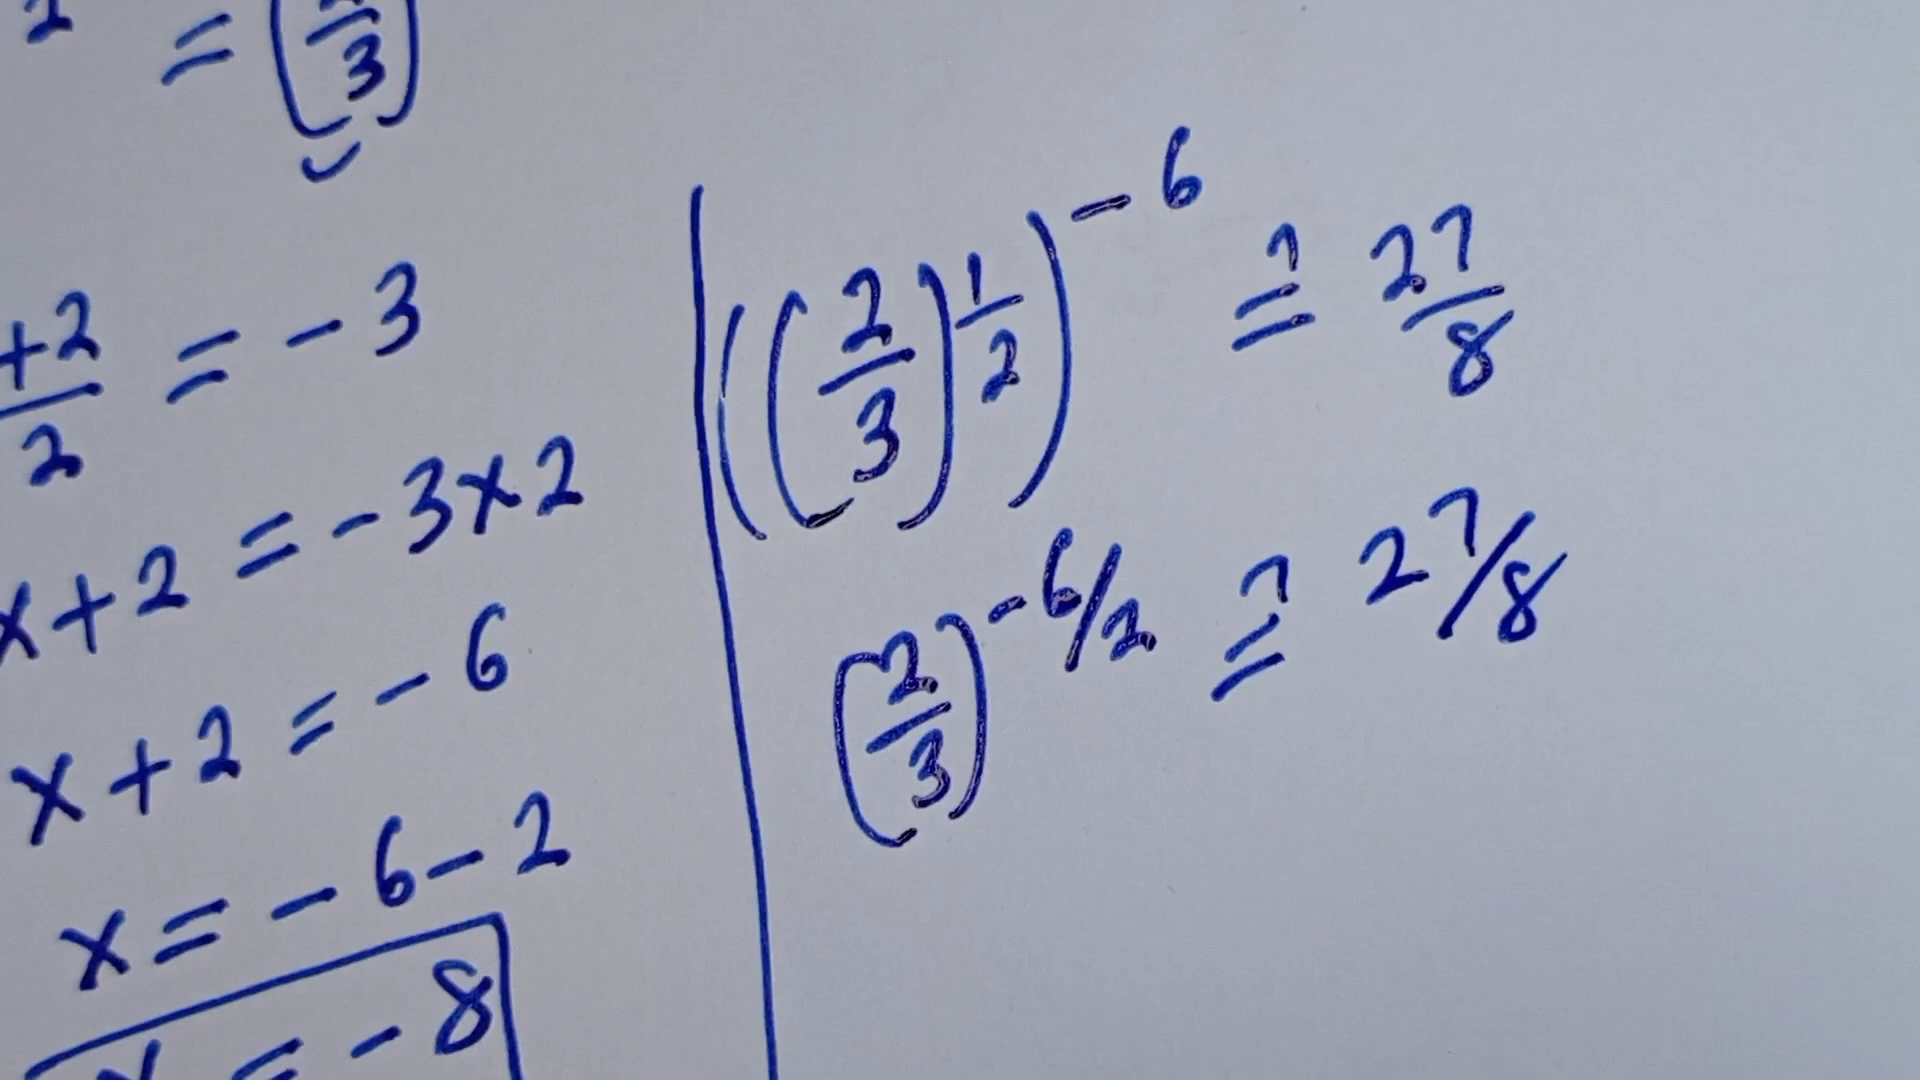 2 = (2/3)
+2/2 = -3
x+2 = -3×2
x+2 = -6
x = -6-2
x = -8
((2/3)^1/2)^-6 ≟ 27/8
(2/3)^-6/2 ≟ 27/8